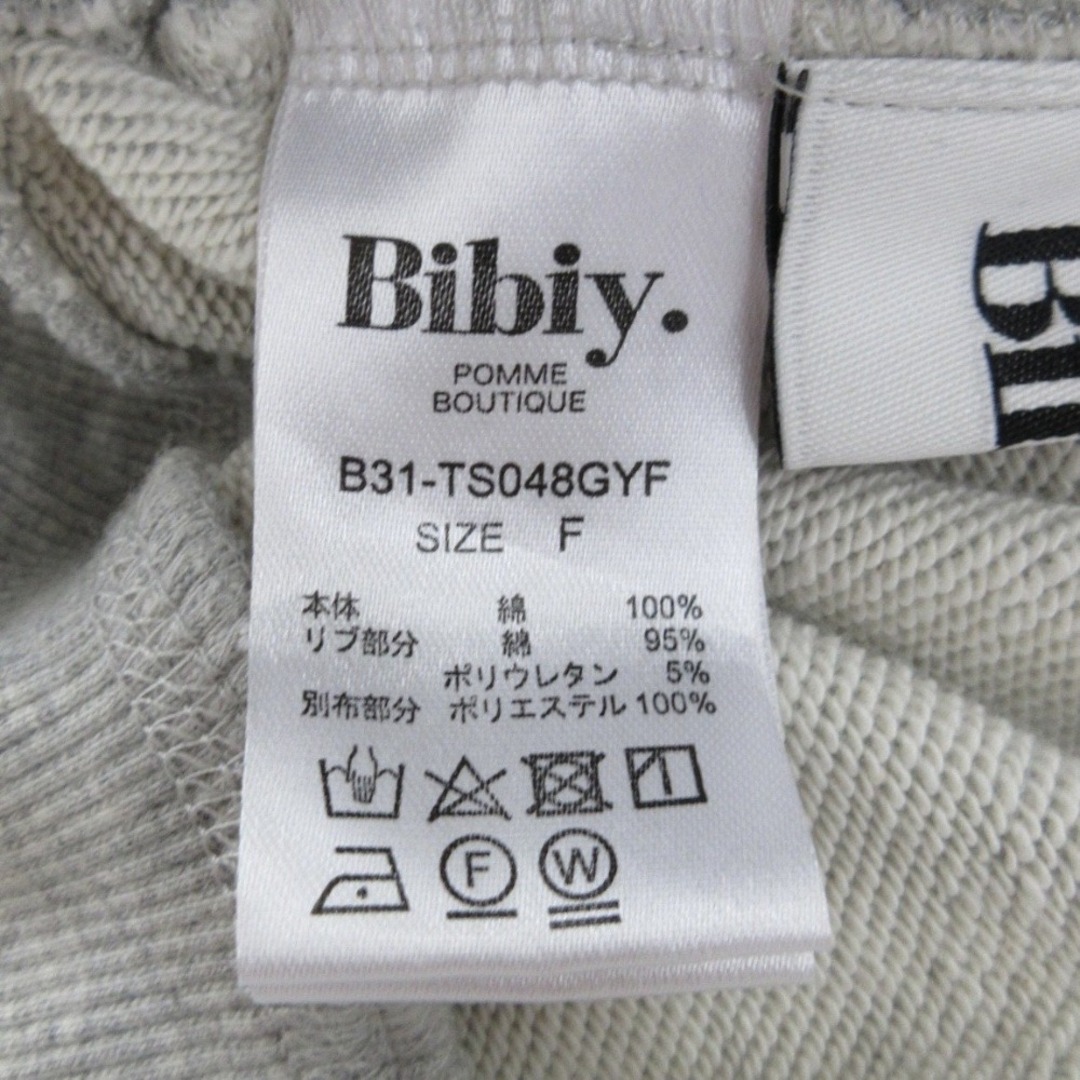 Bibiy.
POMME
BOUTIQUE
B31-TS048GYF
SIZE F
本体 綿 100%
リブ部分 綿 95%
ポリウレタン 5%
別布部分 ポリエステル 100%
F W